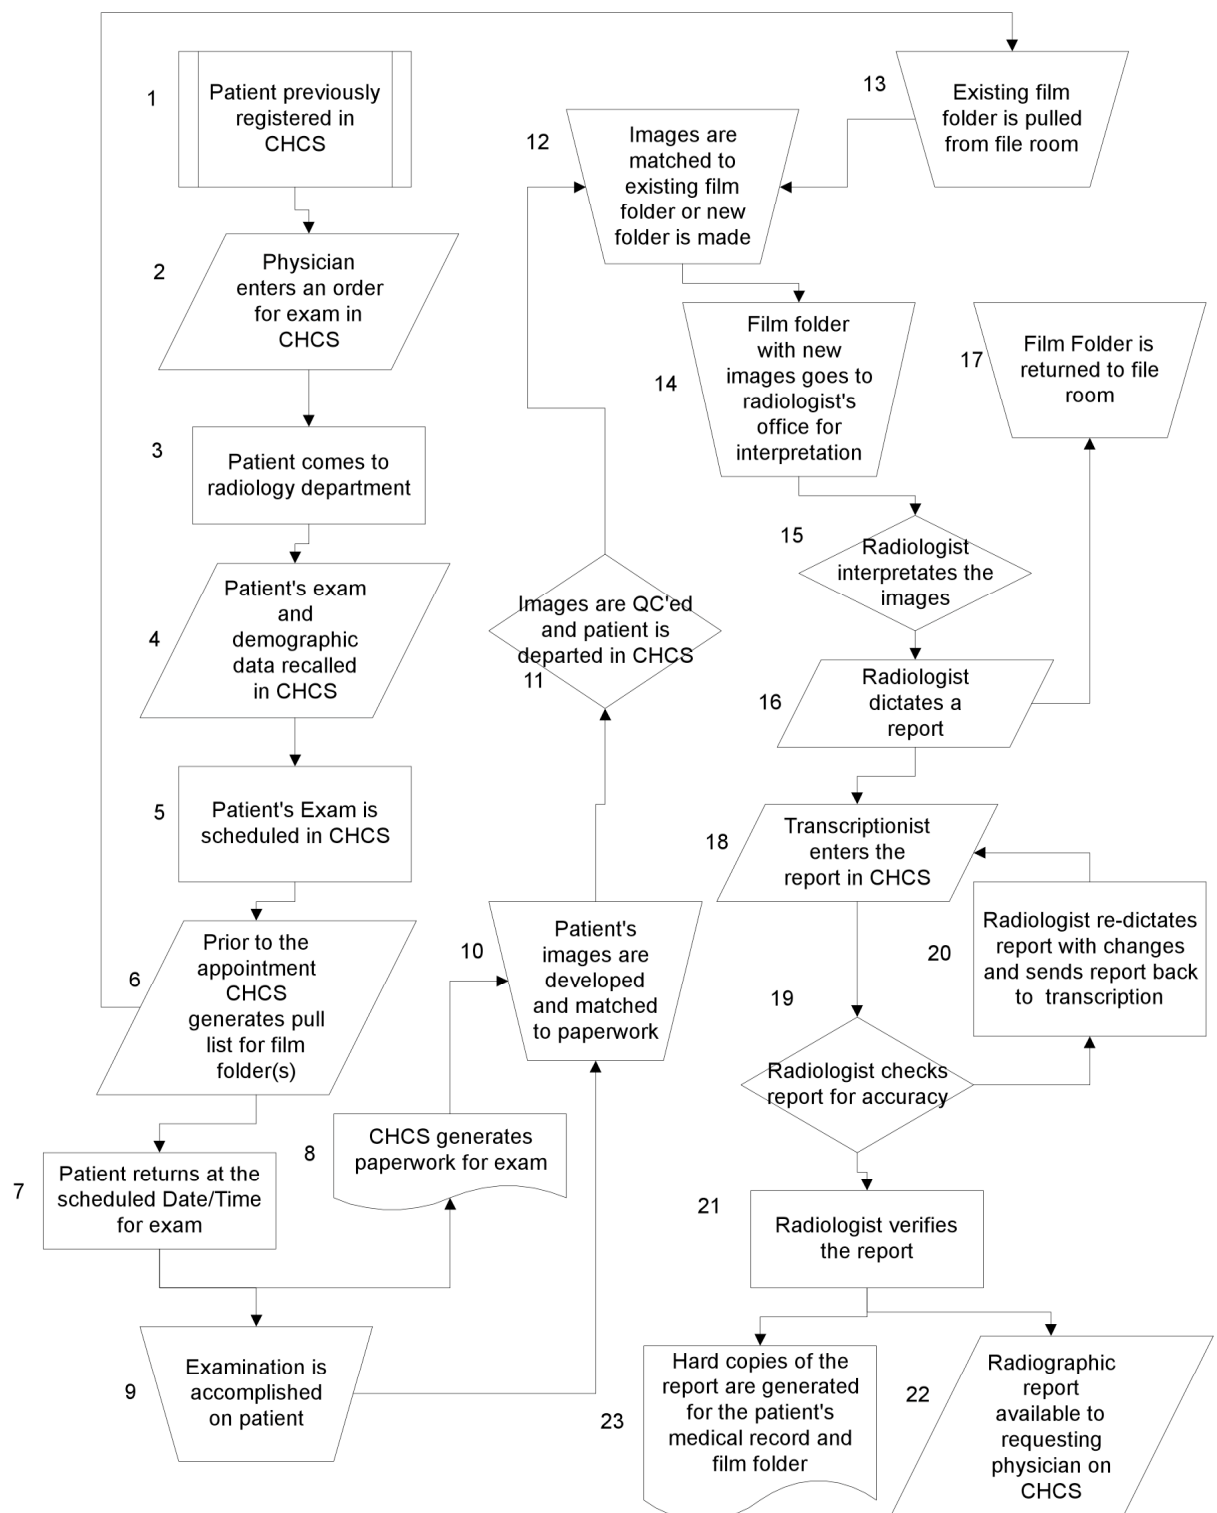 1
Patient previously
registered in
CHCS
2
Physician
enters an order
for exam in
CHCS
3
Patient comes to
radiology department
4
Patient's exam
and
demographic
data recalled
in CHCS
5
Patient's Exam is
scheduled in CHCS
6
Prior to the
appointment
CHCS
generates pull
list for film
folder(s)
7
Patient returns at the
scheduled Date/Time
for exam
8
CHCS generates
paperwork for exam
9
Examination is
accomplished
on patient
10
Patient's
images are
developed
and matched
to paperwork
11
Images are QC'ed
and patient is
departed in CHCS
12
Images are
matched to
existing film
folder or new
folder is made
13
Existing film
folder is pulled
from file room
14
Film folder
with new
images goes to
radiologist's
office for
interpretation
15
Radiologist
interpretates the
images
16
Radiologist
dictates a
report
17
Film Folder is
returned to file
room
18
Transcriptionist
enters the
report in CHCS
19
Radiologist checks
report for accuracy
20
Radiologist re-dictates
report with changes
and sends report back
to transcription
21
Radiologist verifies
the report
22
Radiographic
report
available to
requesting
physician on
CHCS
23
Hard copies of the
report are generated
for the patient's
medical record and
film folder